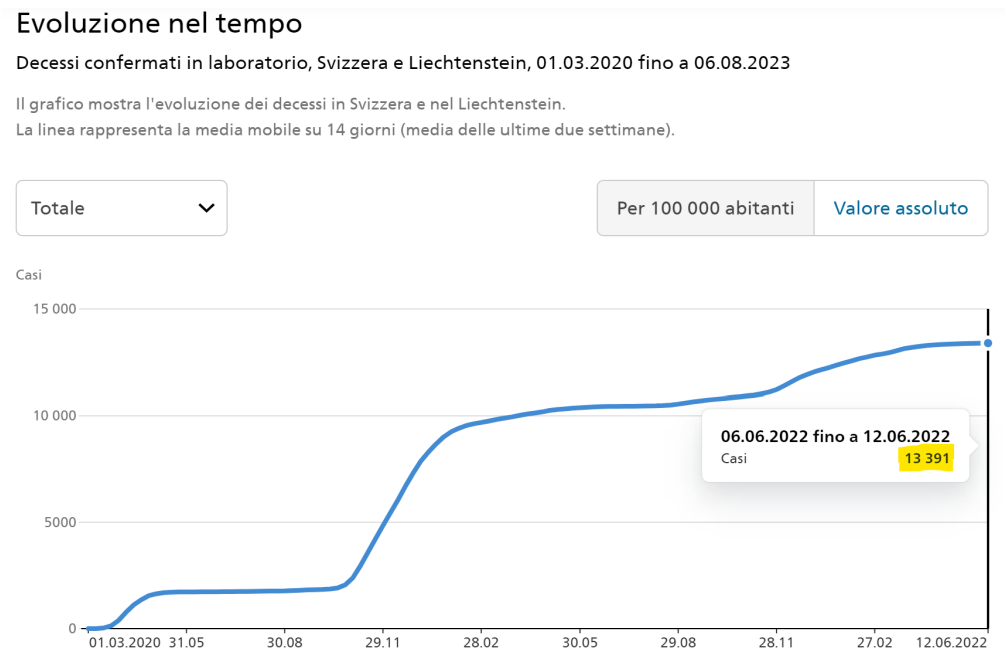 Evoluzione nel tempo
Decessi confermati in laboratorio, Svizzera e Liechtenstein, 01.03.2020 fino a 06.08.2023
Il grafico mostra l'evoluzione dei decessi in Svizzera e nel Liechtenstein.
La linea rappresenta la media mobile su 14 giorni (media delle ultime due settimane).
Totale
Per 100 000 abitanti
Valore assoluto
Casi
15 000
10 000
06.06.2022 fino a 12.06.2022
Casi 13 391
5000
0
01.03.2020 31.05 30.08 29.11 28.02 30.05 29.08 28.11 27.02 12.06.2022